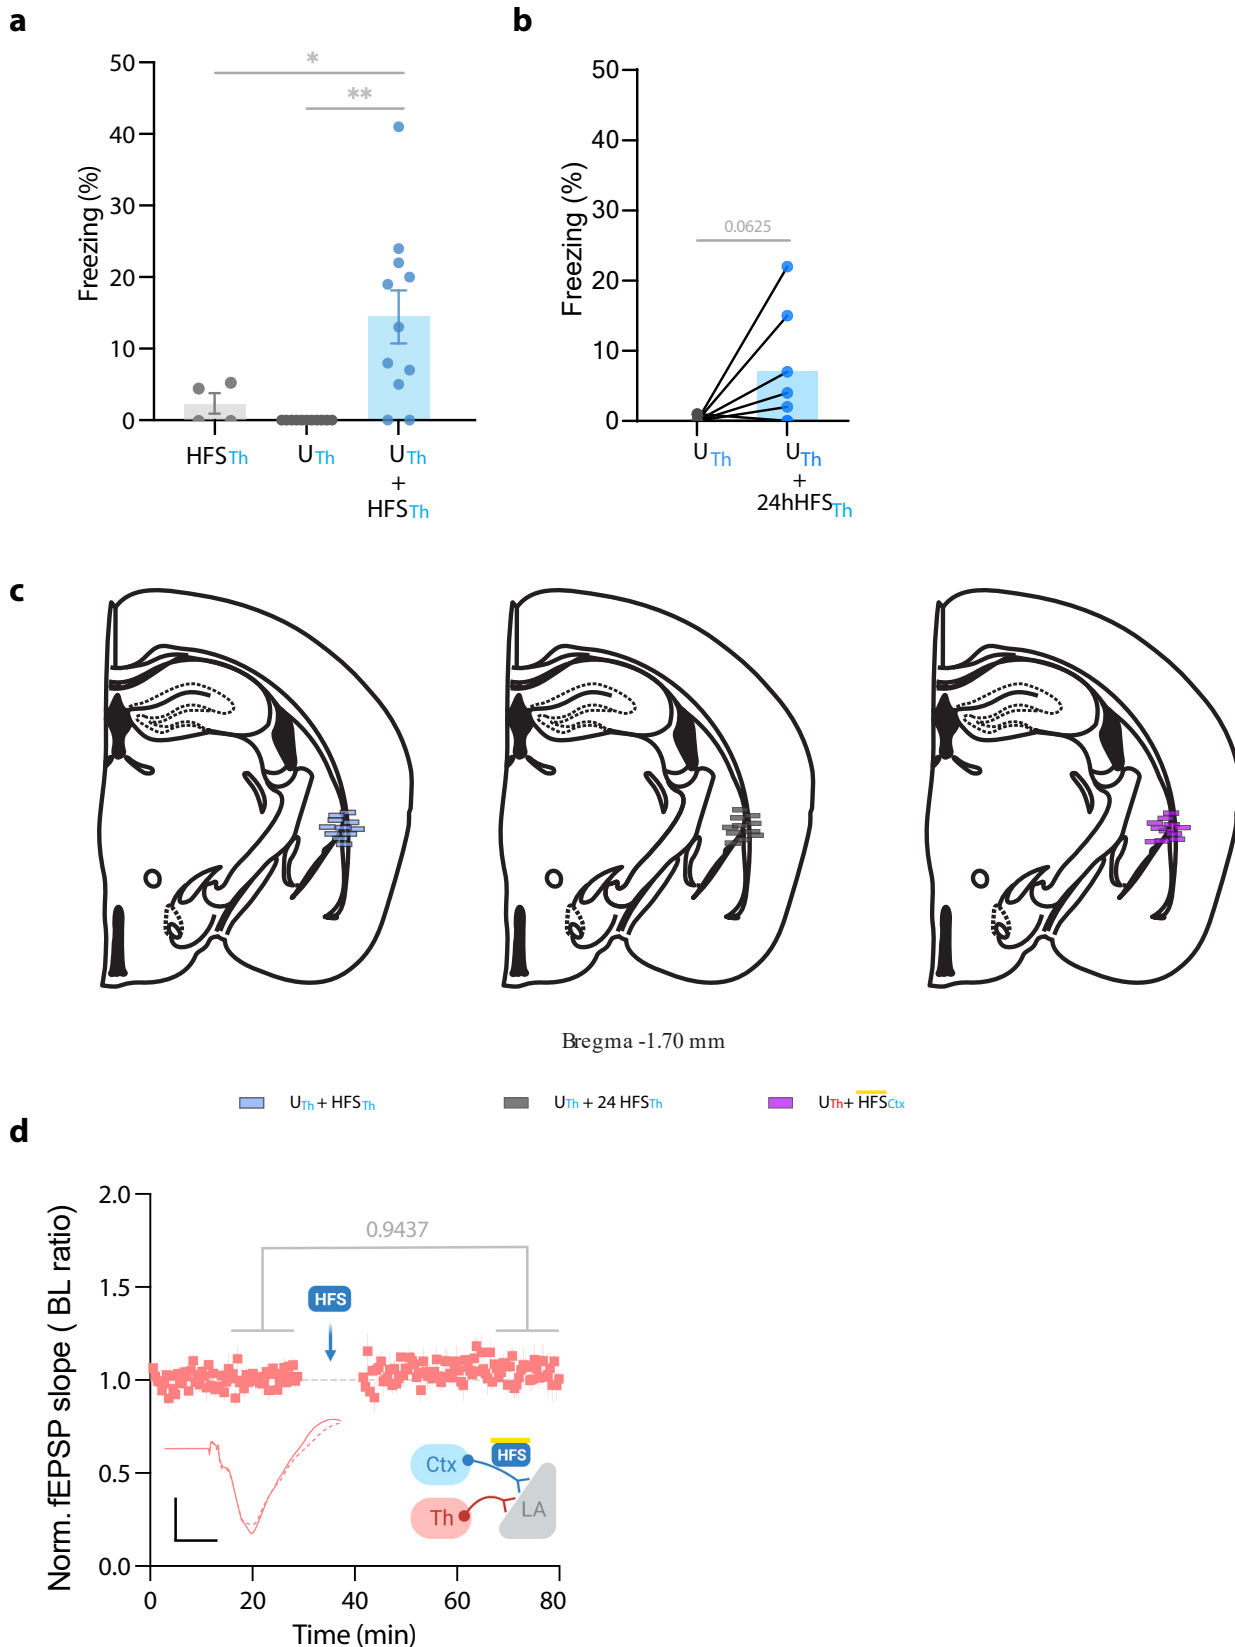 a
b
50
40
30
20
10
0
Freezing (%)
*
**
HFSTh
UTh
UTh
+
HFSTh
50
40
30
20
10
0
Freezing (%)
0.0625
UTh
UTh
+
24hHFSTh
c
Bregma -1.70 mm
UTh + HFSTh
UTh + 24 HFSTh
UTh+ HFSCtx
d
2.0
1.5
1.0
0.5
0.0
Norm. fEPSP slope ( BL ratio)
0.9437
HFS
HFS
Ctx
Th
LA
0
20
40
60
80
Time (min)